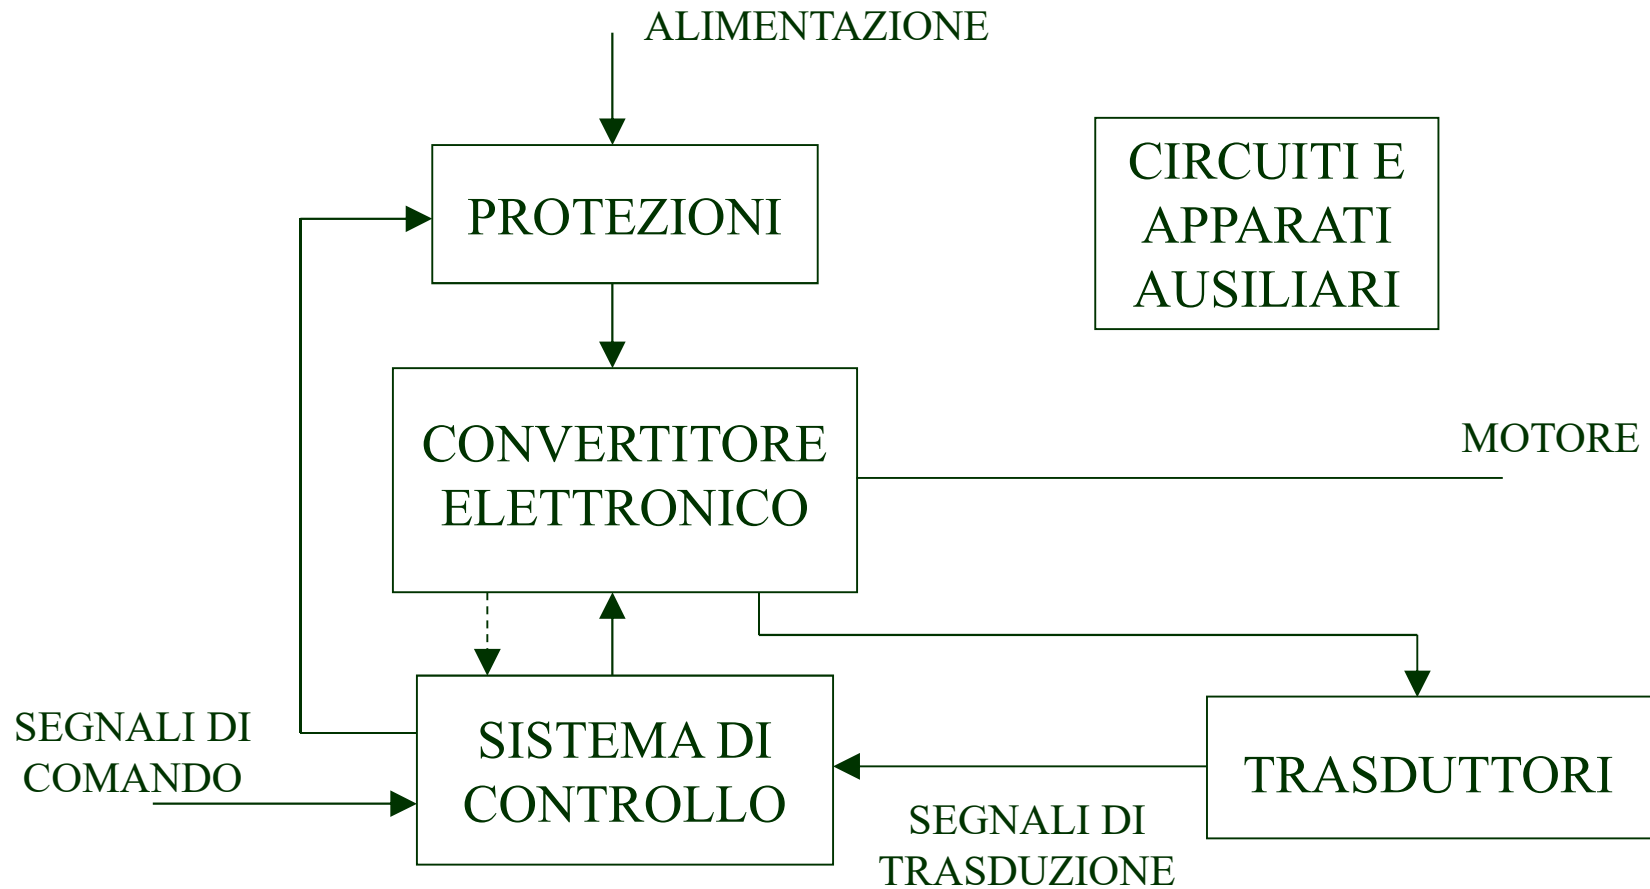 ALIMENTAZIONE
PROTEZIONI
CIRCUITI E
APPARATI
AUSILIARI
CONVERTITORE
ELETTRONICO
MOTORE
SEGNALI DI
COMANDO
SISTEMA DI
CONTROLLO
TRASDUTTORI
SEGNALI DI
TRASDUZIONE